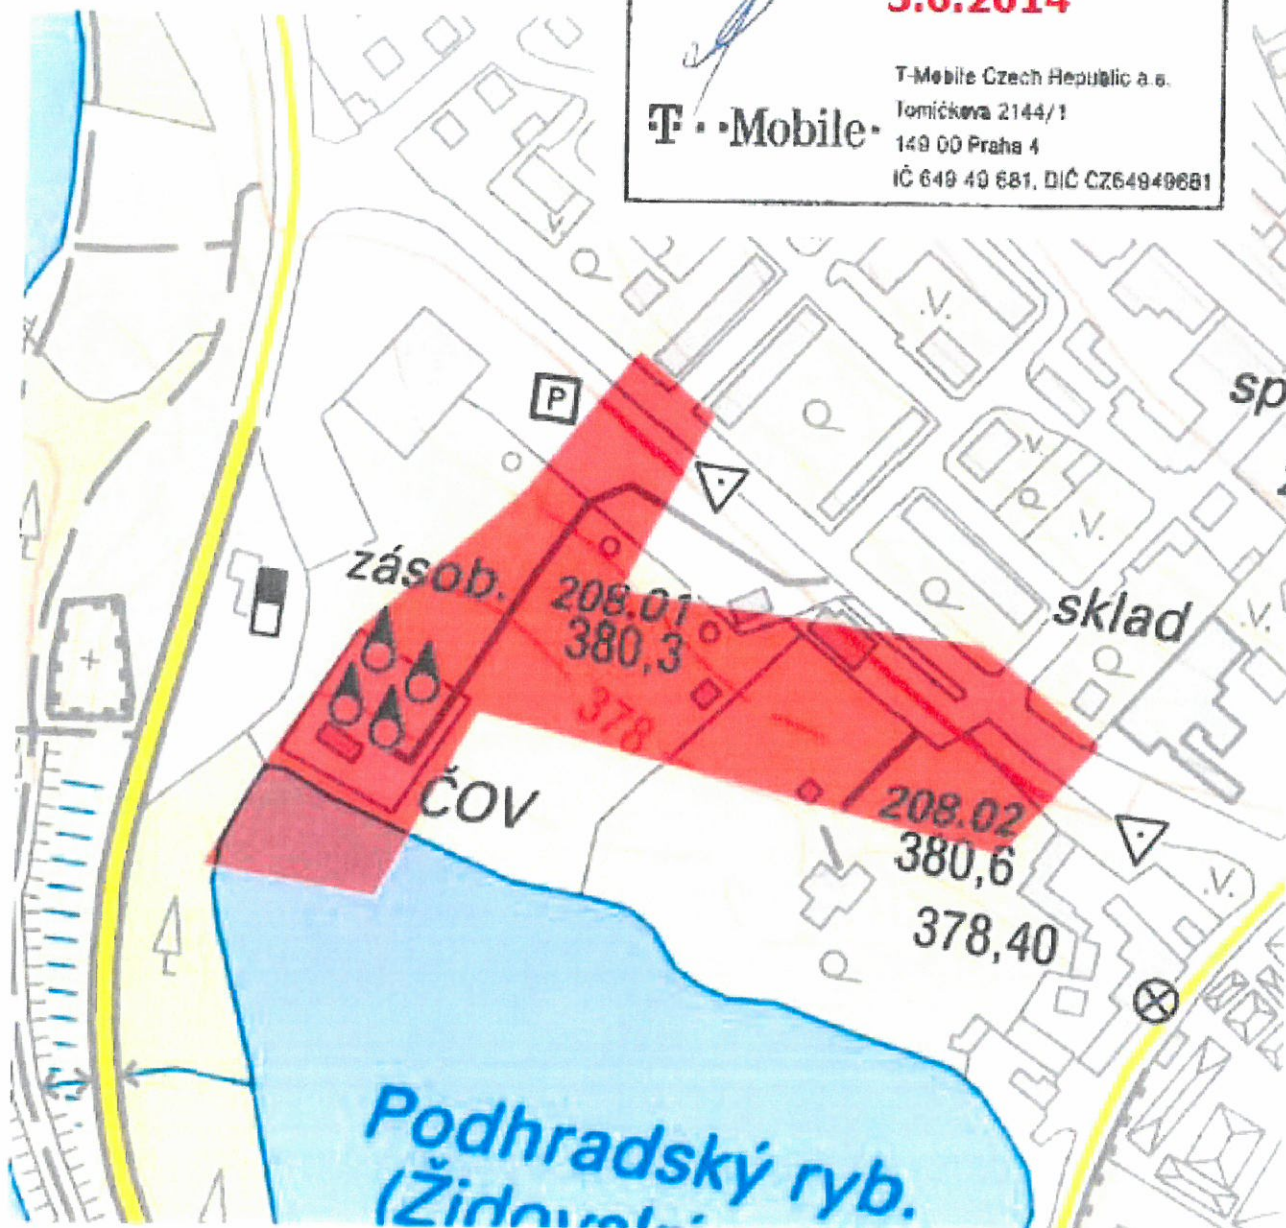 T··Mobile·
T-Mobile Czech Republic a.s.
Tomíčkova 2144/1
149 00 Praha 4
IČ 649 49 681, DIČ CZ64949681
P
sp
zásob.
208.01
380,3
378
sklad
ČOV
208.02
380,6
378,40
Podhradský ryb.